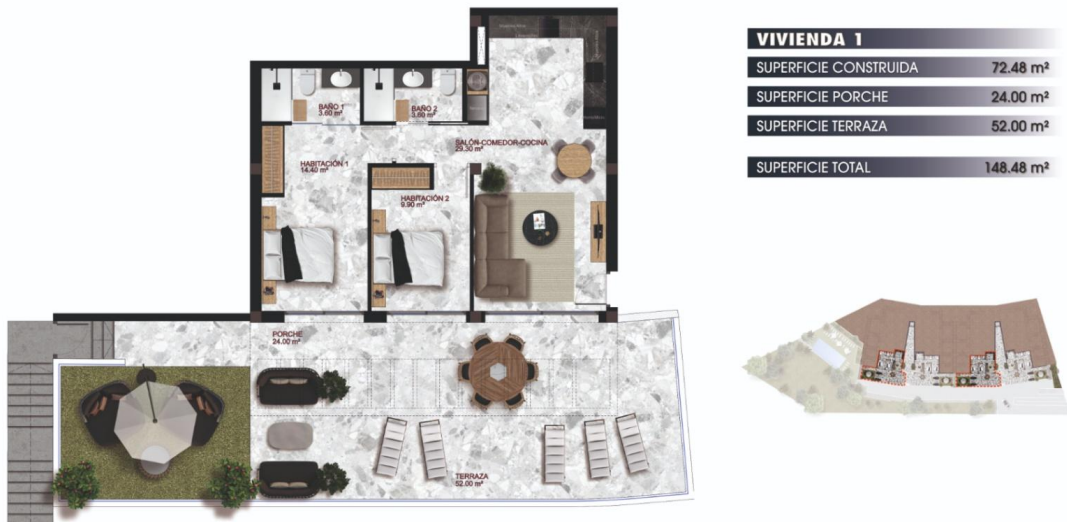 VIVIENDA 1
SUPERFICIE CONSTRUIDA 72.48 m²
SUPERFICIE PORCHE 24.00 m²
SUPERFICIE TERRAZA 52.00 m²
SUPERFICIE TOTAL 148.48 m²
BAÑO 1
3.60 m²
BAÑO 2
3.60 m²
SALÓN-COMEDOR-COCINA
29.30 m²
HABITACIÓN 1
14.40 m²
HABITACIÓN 2
9.90 m²
PORCHE
24.00 m²
TERRAZA
52.00 m²